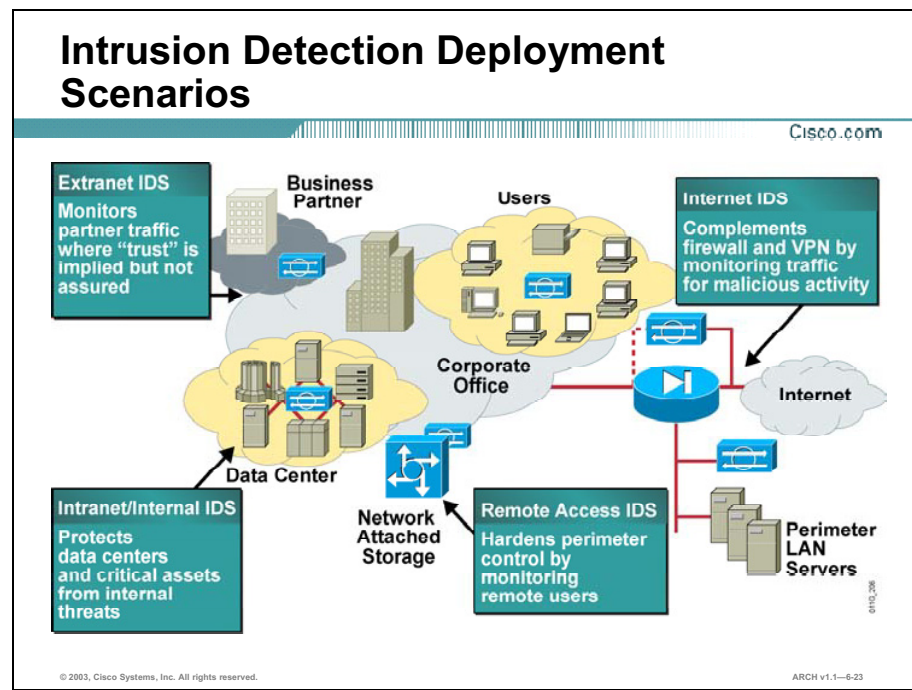 Intrusion Detection Deployment
Scenarios
Cisco.com
Extranet IDS
Monitors
partner traffic
where “trust” is
implied but not
assured
Business
Partner
Users
Internet IDS
Complements
firewall and VPN by
monitoring traffic
for malicious activity
Corporate
Office
Internet
Data Center
Intranet/Internal IDS
Protects
data centers
and critical assets
from internal
threats
Network
Attached
Storage
Remote Access IDS
Hardens perimeter
control by
monitoring
remote users
Perimeter
LAN
Servers
011G_206
© 2003, Cisco Systems, Inc. All rights reserved.
ARCH v1.1—6-23